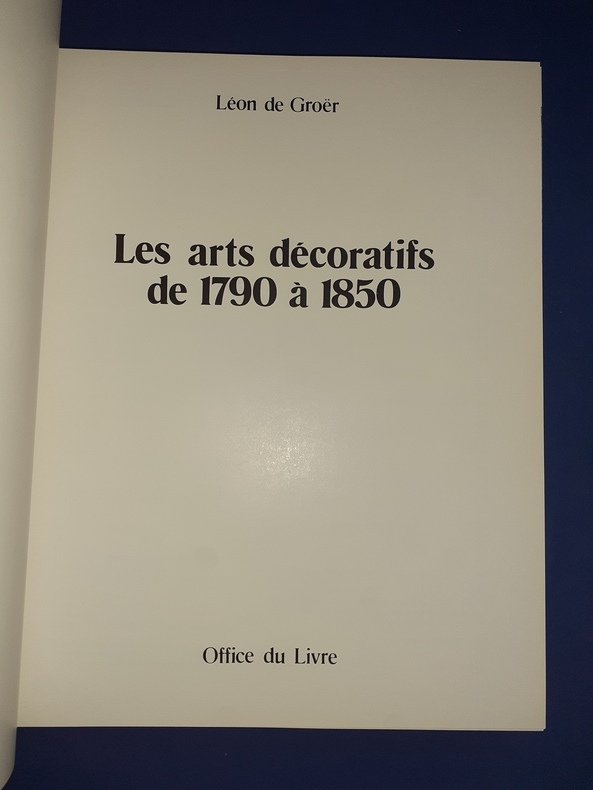 Léon de Groër
Les arts décoratifs
de 1790 à 1850
Office du Livre